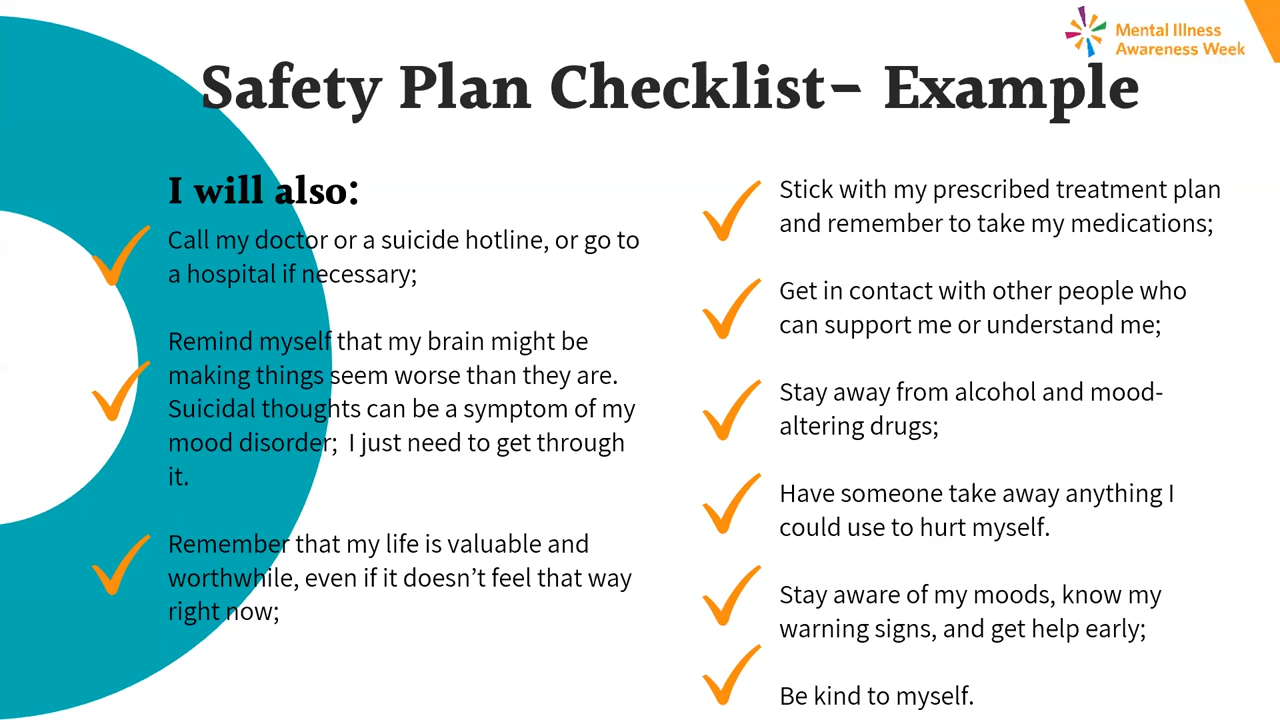 Mental Illness
Awareness Week
Safety Plan Checklist- Example
I will also:
Call my doctor or a suicide hotline, or go to
a hospital if necessary;
Remind myself that my brain might be
making things seem worse than they are.
Suicidal thoughts can be a symptom of my
mood disorder;  I just need to get through
it.
Remember that my life is valuable and
worthwhile, even if it doesn’t feel that way
right now;
Stick with my prescribed treatment plan
and remember to take my medications;
Get in contact with other people who
can support me or understand me;
Stay away from alcohol and mood-
altering drugs;
Have someone take away anything I
could use to hurt myself.
Stay aware of my moods, know my
warning signs, and get help early;
Be kind to myself.